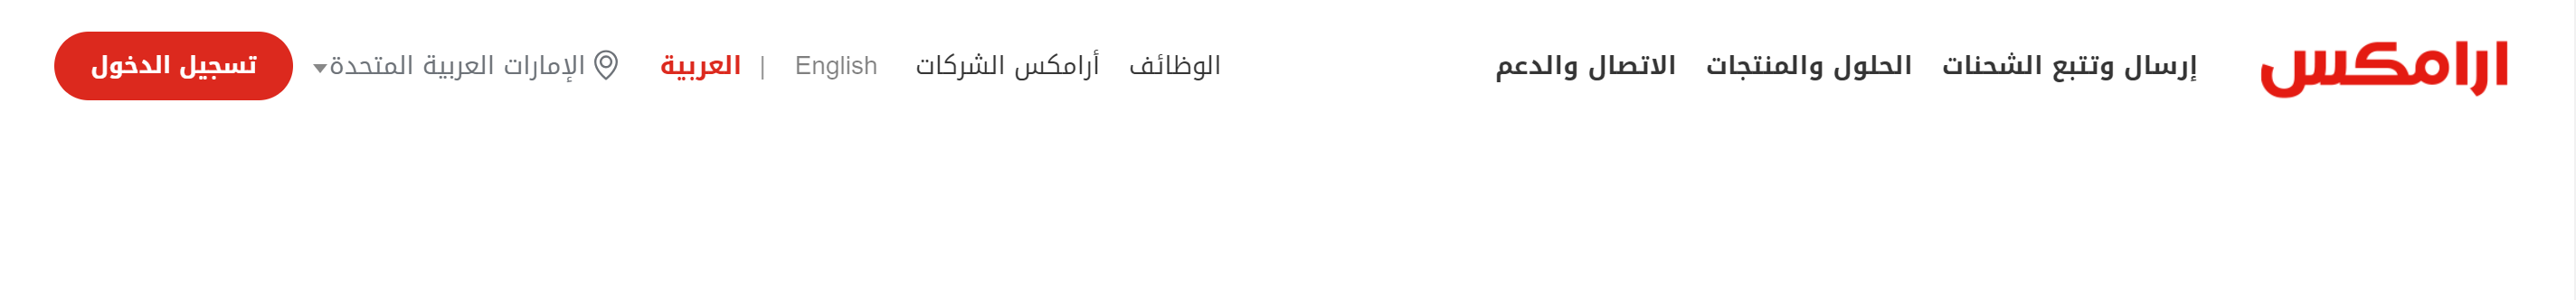 ارامكس إرسال وتتبع الشحنات الحلول والمنتجات الاتصال والدعم الوظائف أرامكس الشركات English | العربية الإمارات العربية المتحدة تسجيل الدخول